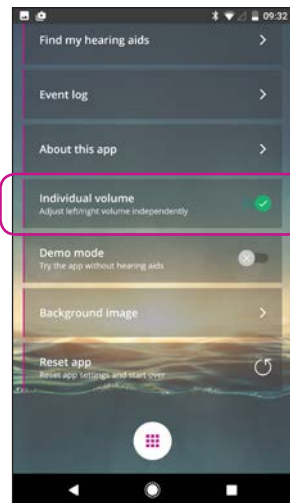 09:32
Find my hearing aids
Event log
About this app
Individual volume
Adjust left/right volume independently
Demo mode
Try the app without hearing aids
Background image
Reset app
Reset app settings and start over